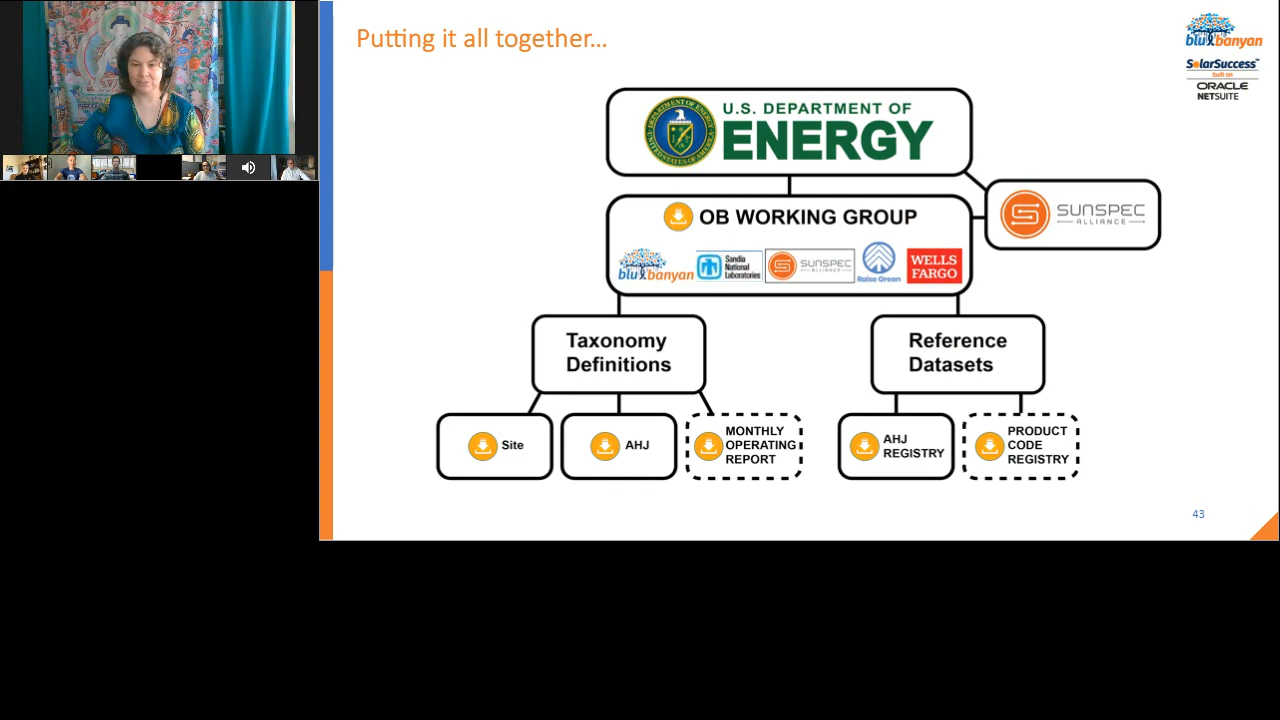 Putting it all together...
blu banyan
SolarSuccess™
built on
ORACLE
NETSUITE
U.S. DEPARTMENT OF
ENERGY
SUNSPEC
ALLIANCE
OB WORKING GROUP
blu banyan
Sandia
National
Laboratories
SUNSPEC
ALLIANCE
Raise Green
WELLS
FARGO
Taxonomy
Definitions
Reference
Datasets
Site
AHJ
MONTHLY
OPERATING
REPORT
AHJ
REGISTRY
PRODUCT
CODE
REGISTRY
43